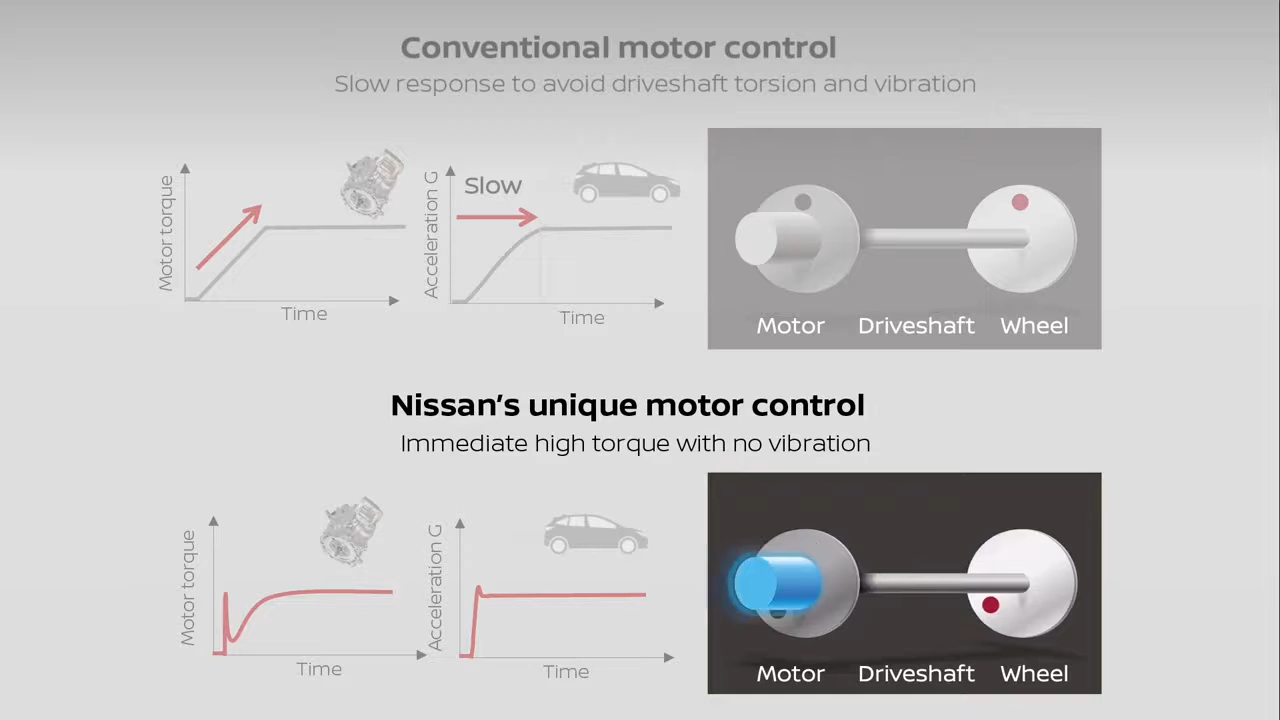 Conventional motor control
Slow response to avoid driveshaft torsion and vibration
Motor torque
Time
Acceleration G
Slow
Time
Motor Driveshaft Wheel
Nissan's unique motor control
Immediate high torque with no vibration
Motor torque
Time
Acceleration G
Time
Motor Driveshaft Wheel